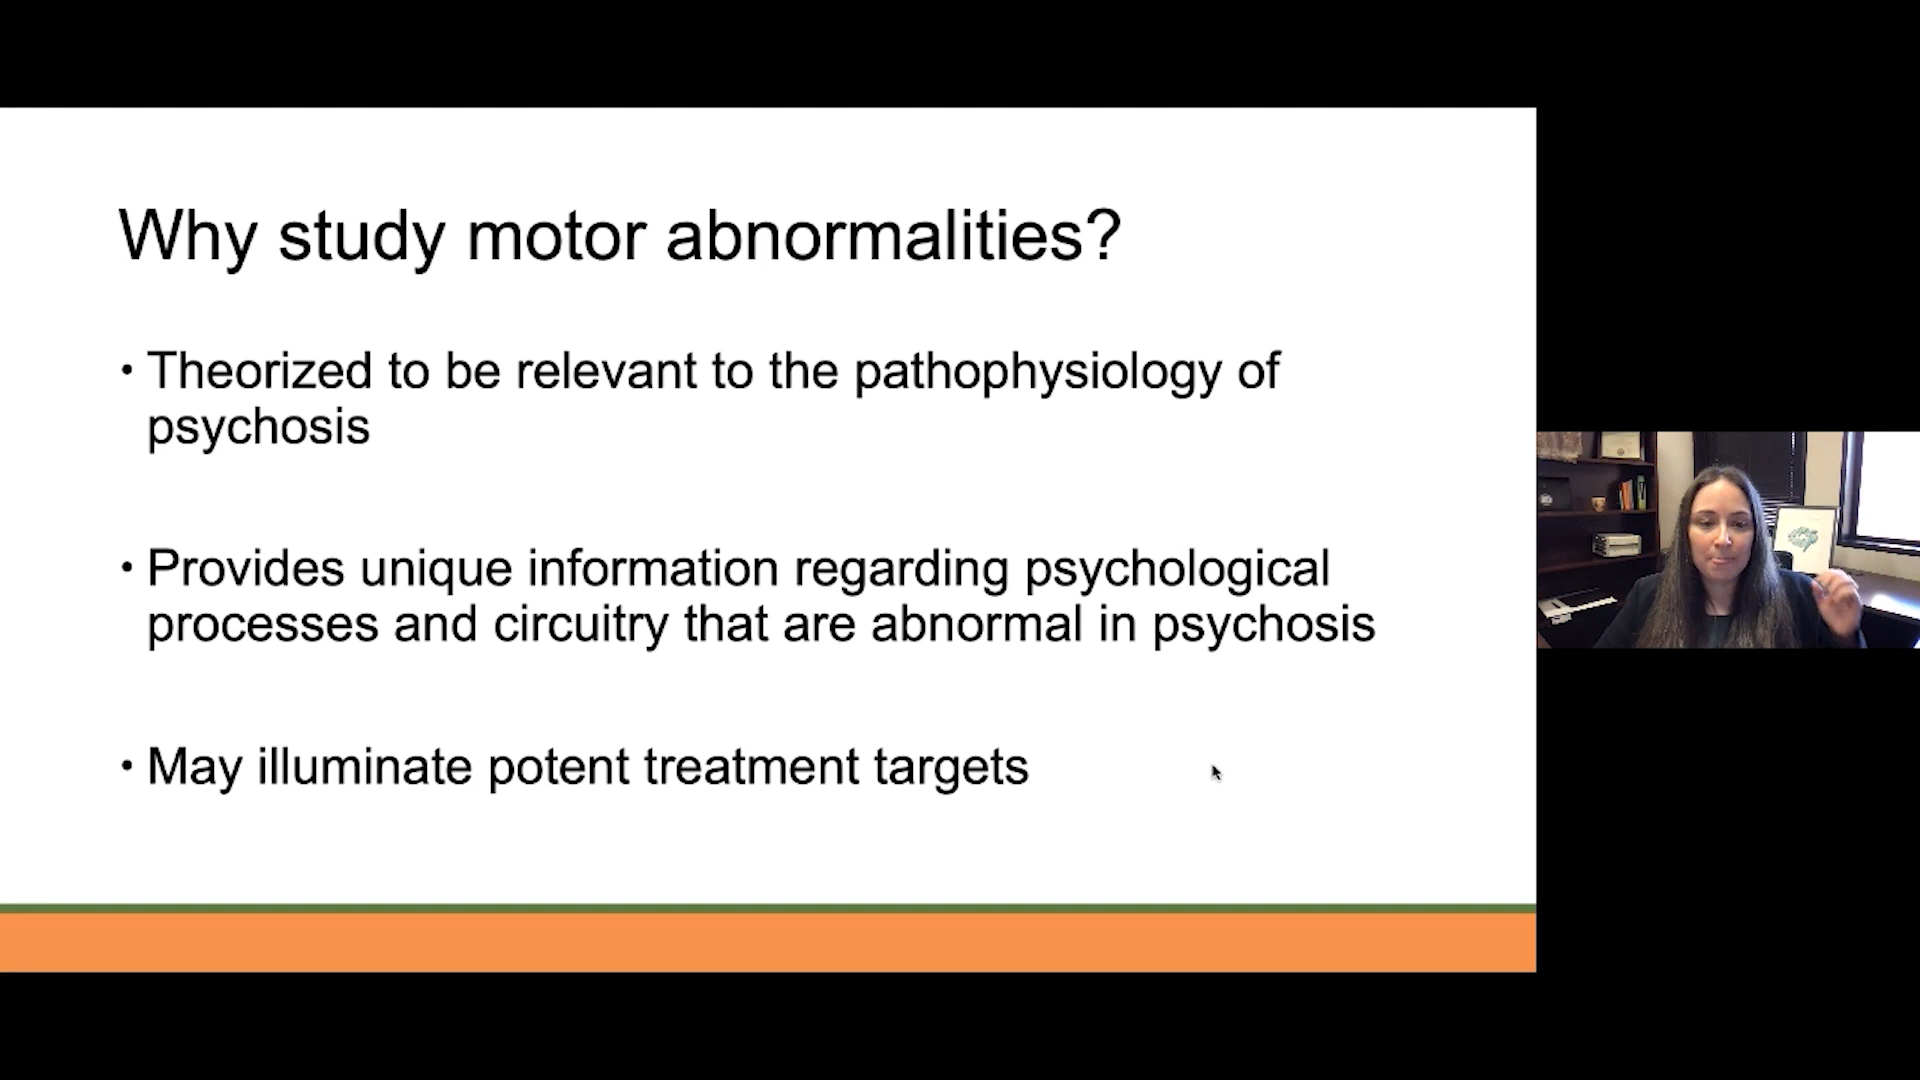 Why study motor abnormalities?
• Theorized to be relevant to the pathophysiology of
psychosis
• Provides unique information regarding psychological
processes and circuitry that are abnormal in psychosis
• May illuminate potent treatment targets